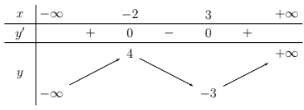 x −∞ −2 3 +∞
y′ + 0 − 0 +
4 +∞
y
−∞ −3